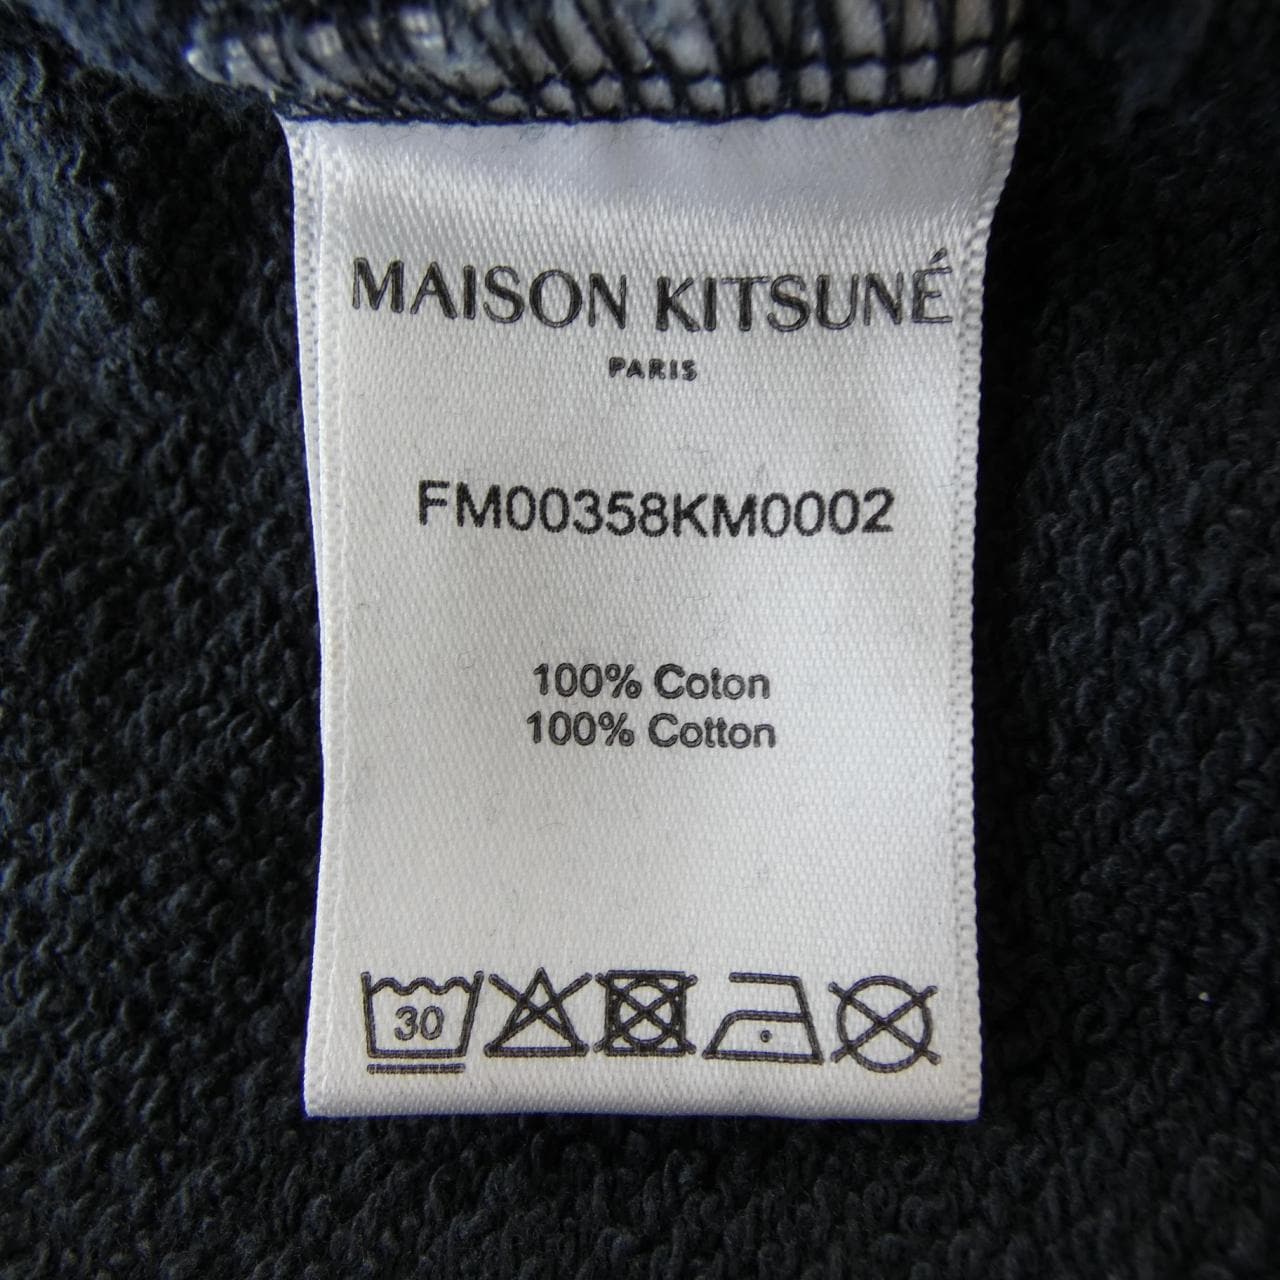 MAISON KITSUNÉ
PARIS
FM00358KM0002
100% Coton
100% Cotton
30